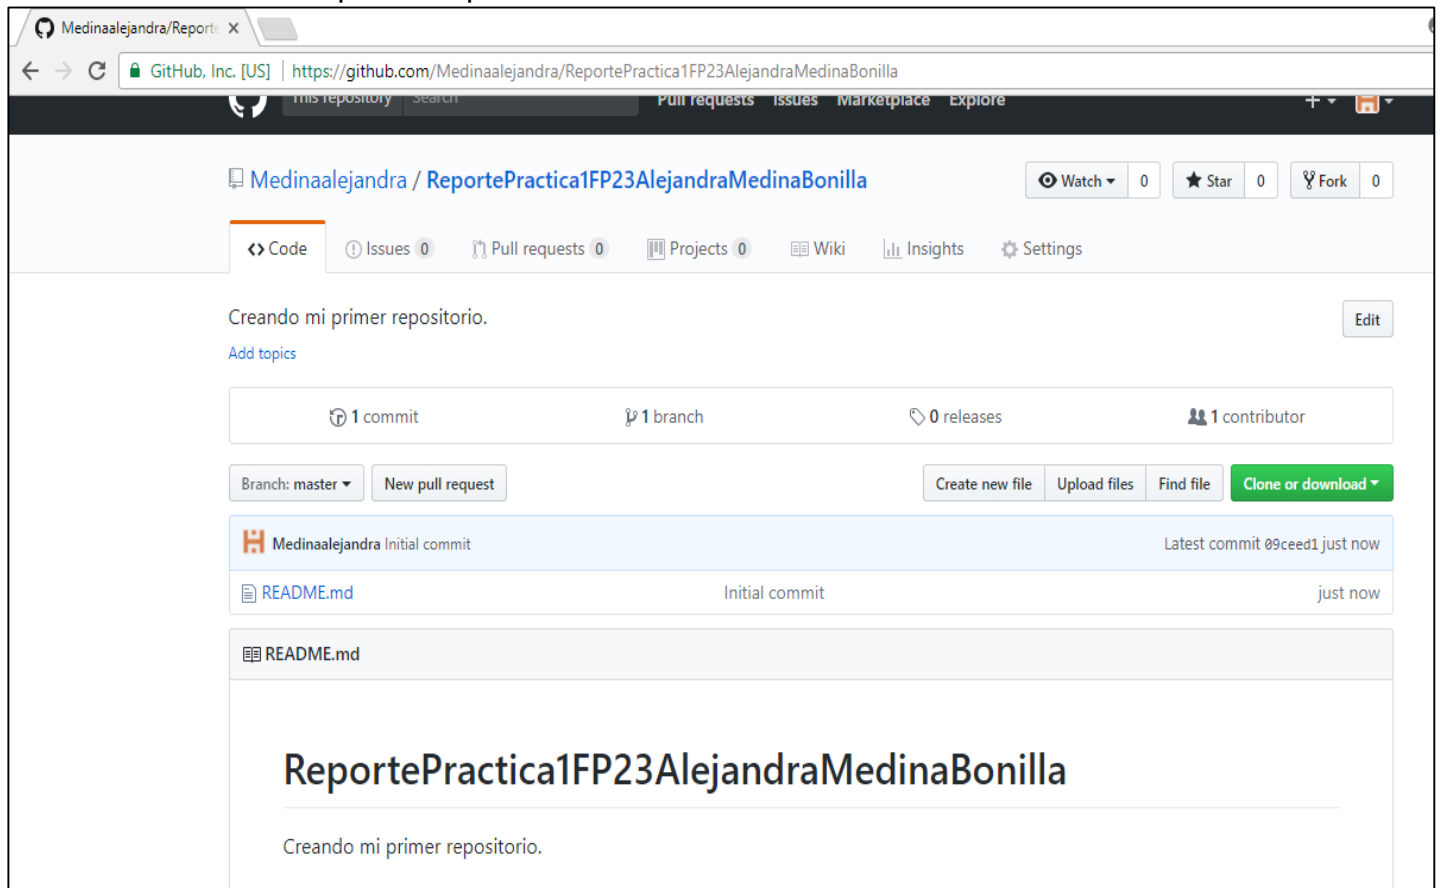 Medinaalejandra/Reporte
GitHub, Inc. [US] https://github.com/Medinaalejandra/ReportePractica1FP23AlejandraMedinaBonilla
This repository Search Pull requests Issues Marketplace Explore
Medinaalejandra / ReportePractica1FP23AlejandraMedinaBonilla Watch 0 Star 0 Fork 0
Code Issues 0 Pull requests 0 Projects 0 Wiki Insights Settings
Creando mi primer repositorio. Edit
Add topics
1 commit 1 branch 0 releases 1 contributor
Branch: master New pull request Create new file Upload files Find file Clone or download
Medinaalejandra Initial commit Latest commit 09ceed1 just now
README.md Initial commit just now
README.md
ReportePractica1FP23AlejandraMedinaBonilla
Creando mi primer repositorio.